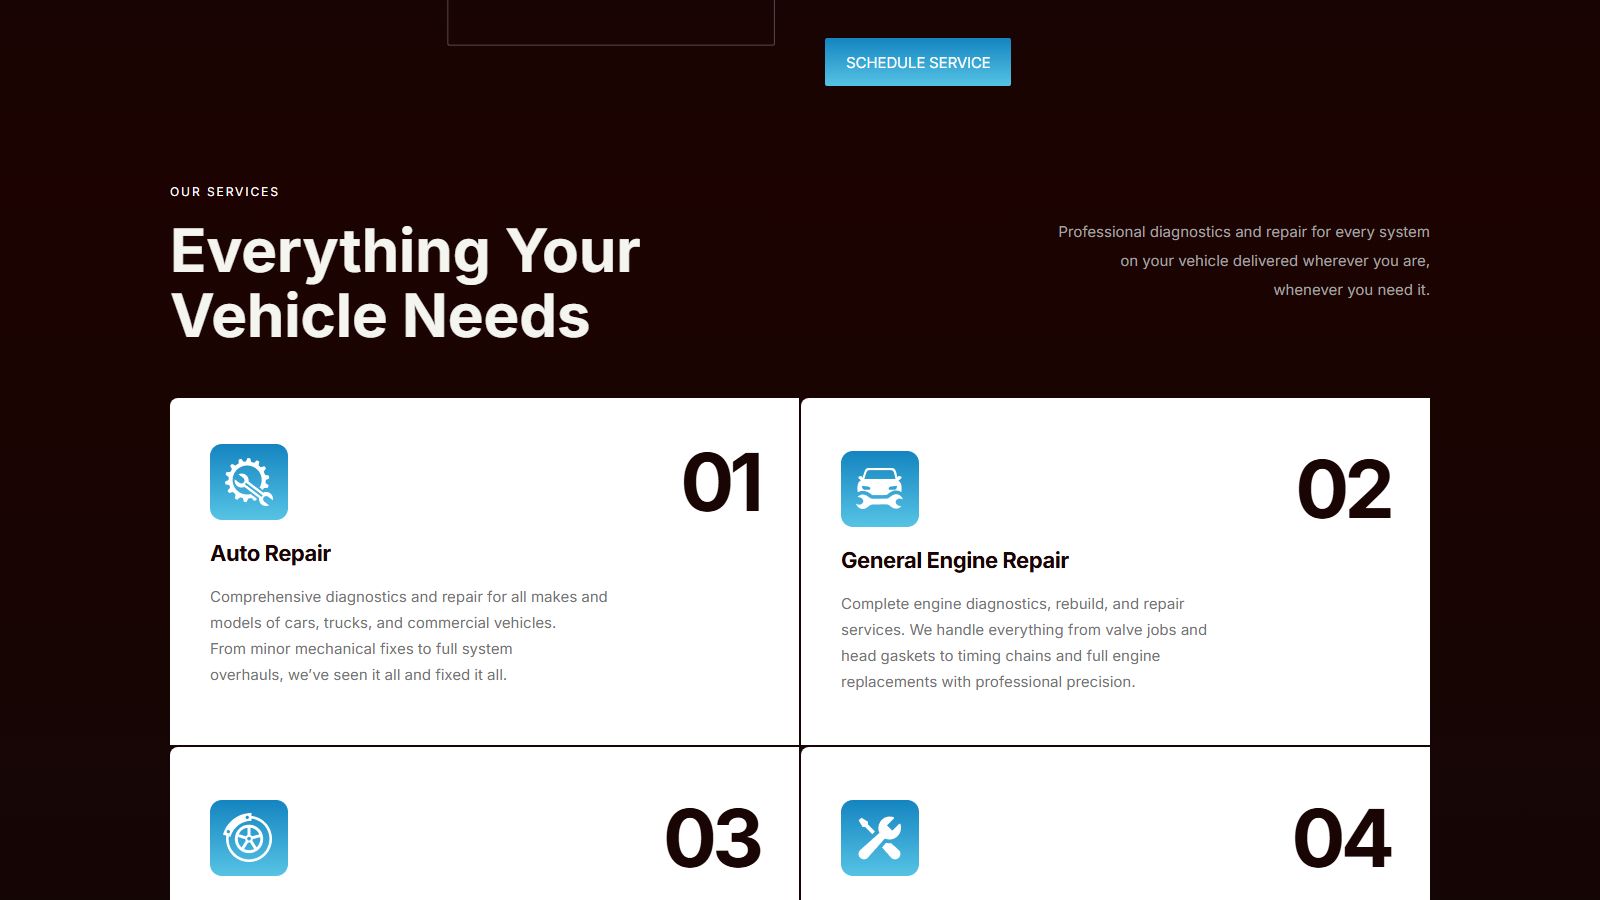 SCHEDULE SERVICE
OUR SERVICES
Everything Your
Vehicle Needs
Professional diagnostics and repair for every system
on your vehicle delivered wherever you are,
whenever you need it.
01
Auto Repair
Comprehensive diagnostics and repair for all makes and
models of cars, trucks, and commercial vehicles.
From minor mechanical fixes to full system
overhauls, we’ve seen it all and fixed it all.
02
General Engine Repair
Complete engine diagnostics, rebuild, and repair
services. We handle everything from valve jobs and
head gaskets to timing chains and full engine
replacements with professional precision.
03
04